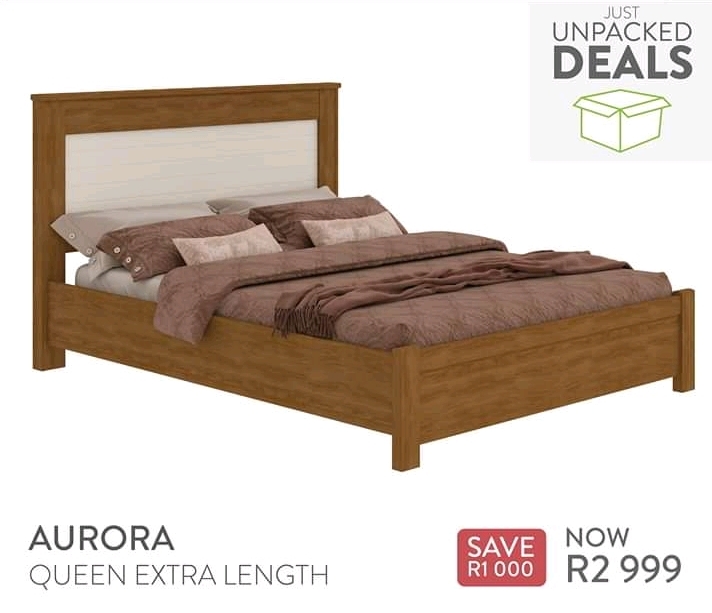 JUST
UNPACKED
DEALS
AURORA
QUEEN EXTRA LENGTH
SAVE
R1 000
NOW
R2 999